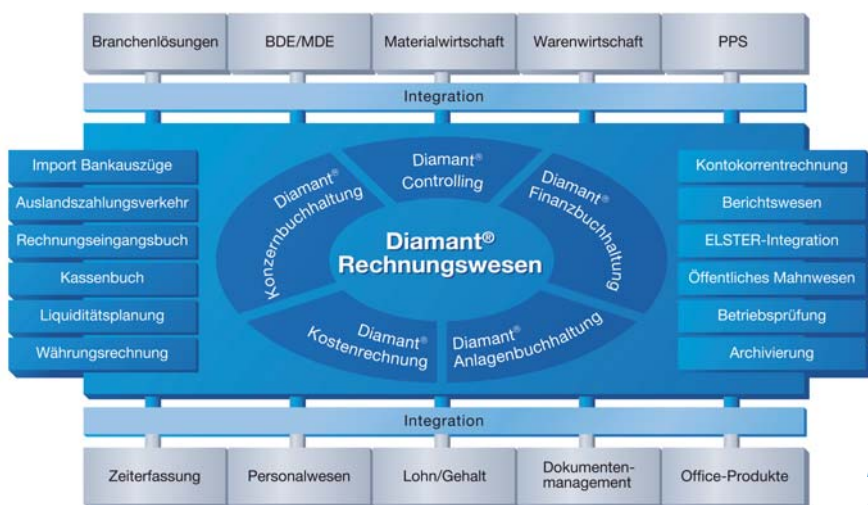 Branchenlösungen
BDE/MDE
Materialwirtschaft
Warenwirtschaft
PPS
Integration
Import Bankauszüge
Auslandszahlungsverkehr
Rechnungseingangsbuch
Kassenbuch
Liquiditätsplanung
Währungsrechnung
Diamant®
Konzernbuchhaltung
Diamant®
Controlling
Diamant®
Finanzbuchhaltung
Diamant®
Rechnungswesen
Diamant®
Kostenrechnung
Diamant®
Anlagenbuchhaltung
Kontokorrentrechnung
Berichtswesen
ELSTER-Integration
Öffentliches Mahnwesen
Betriebsprüfung
Archivierung
Integration
Zeiterfassung
Personalwesen
Lohn/Gehalt
Dokumenten-
management
Office-Produkte